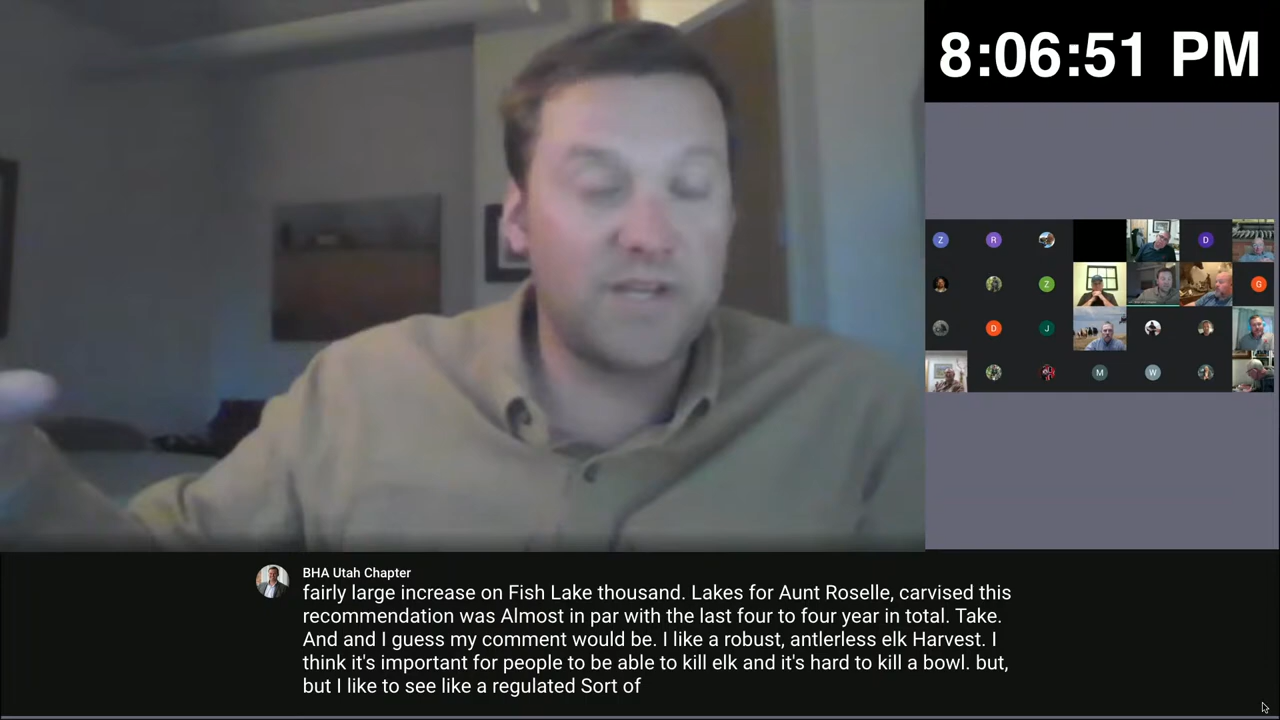 8:06:51 PM
Z
R
D
Z
G
D
J
M
W
BHA Utah Chapter
fairly large increase on Fish Lake thousand. Lakes for Aunt Roselle, carvised this
recommendation was Almost in par with the last four to four year in total. Take.
And and I guess my comment would be. I like a robust, antlerless elk Harvest. I
think it's important for people to be able to kill elk and it's hard to kill a bowl. but,
but I like to see like a regulated Sort of